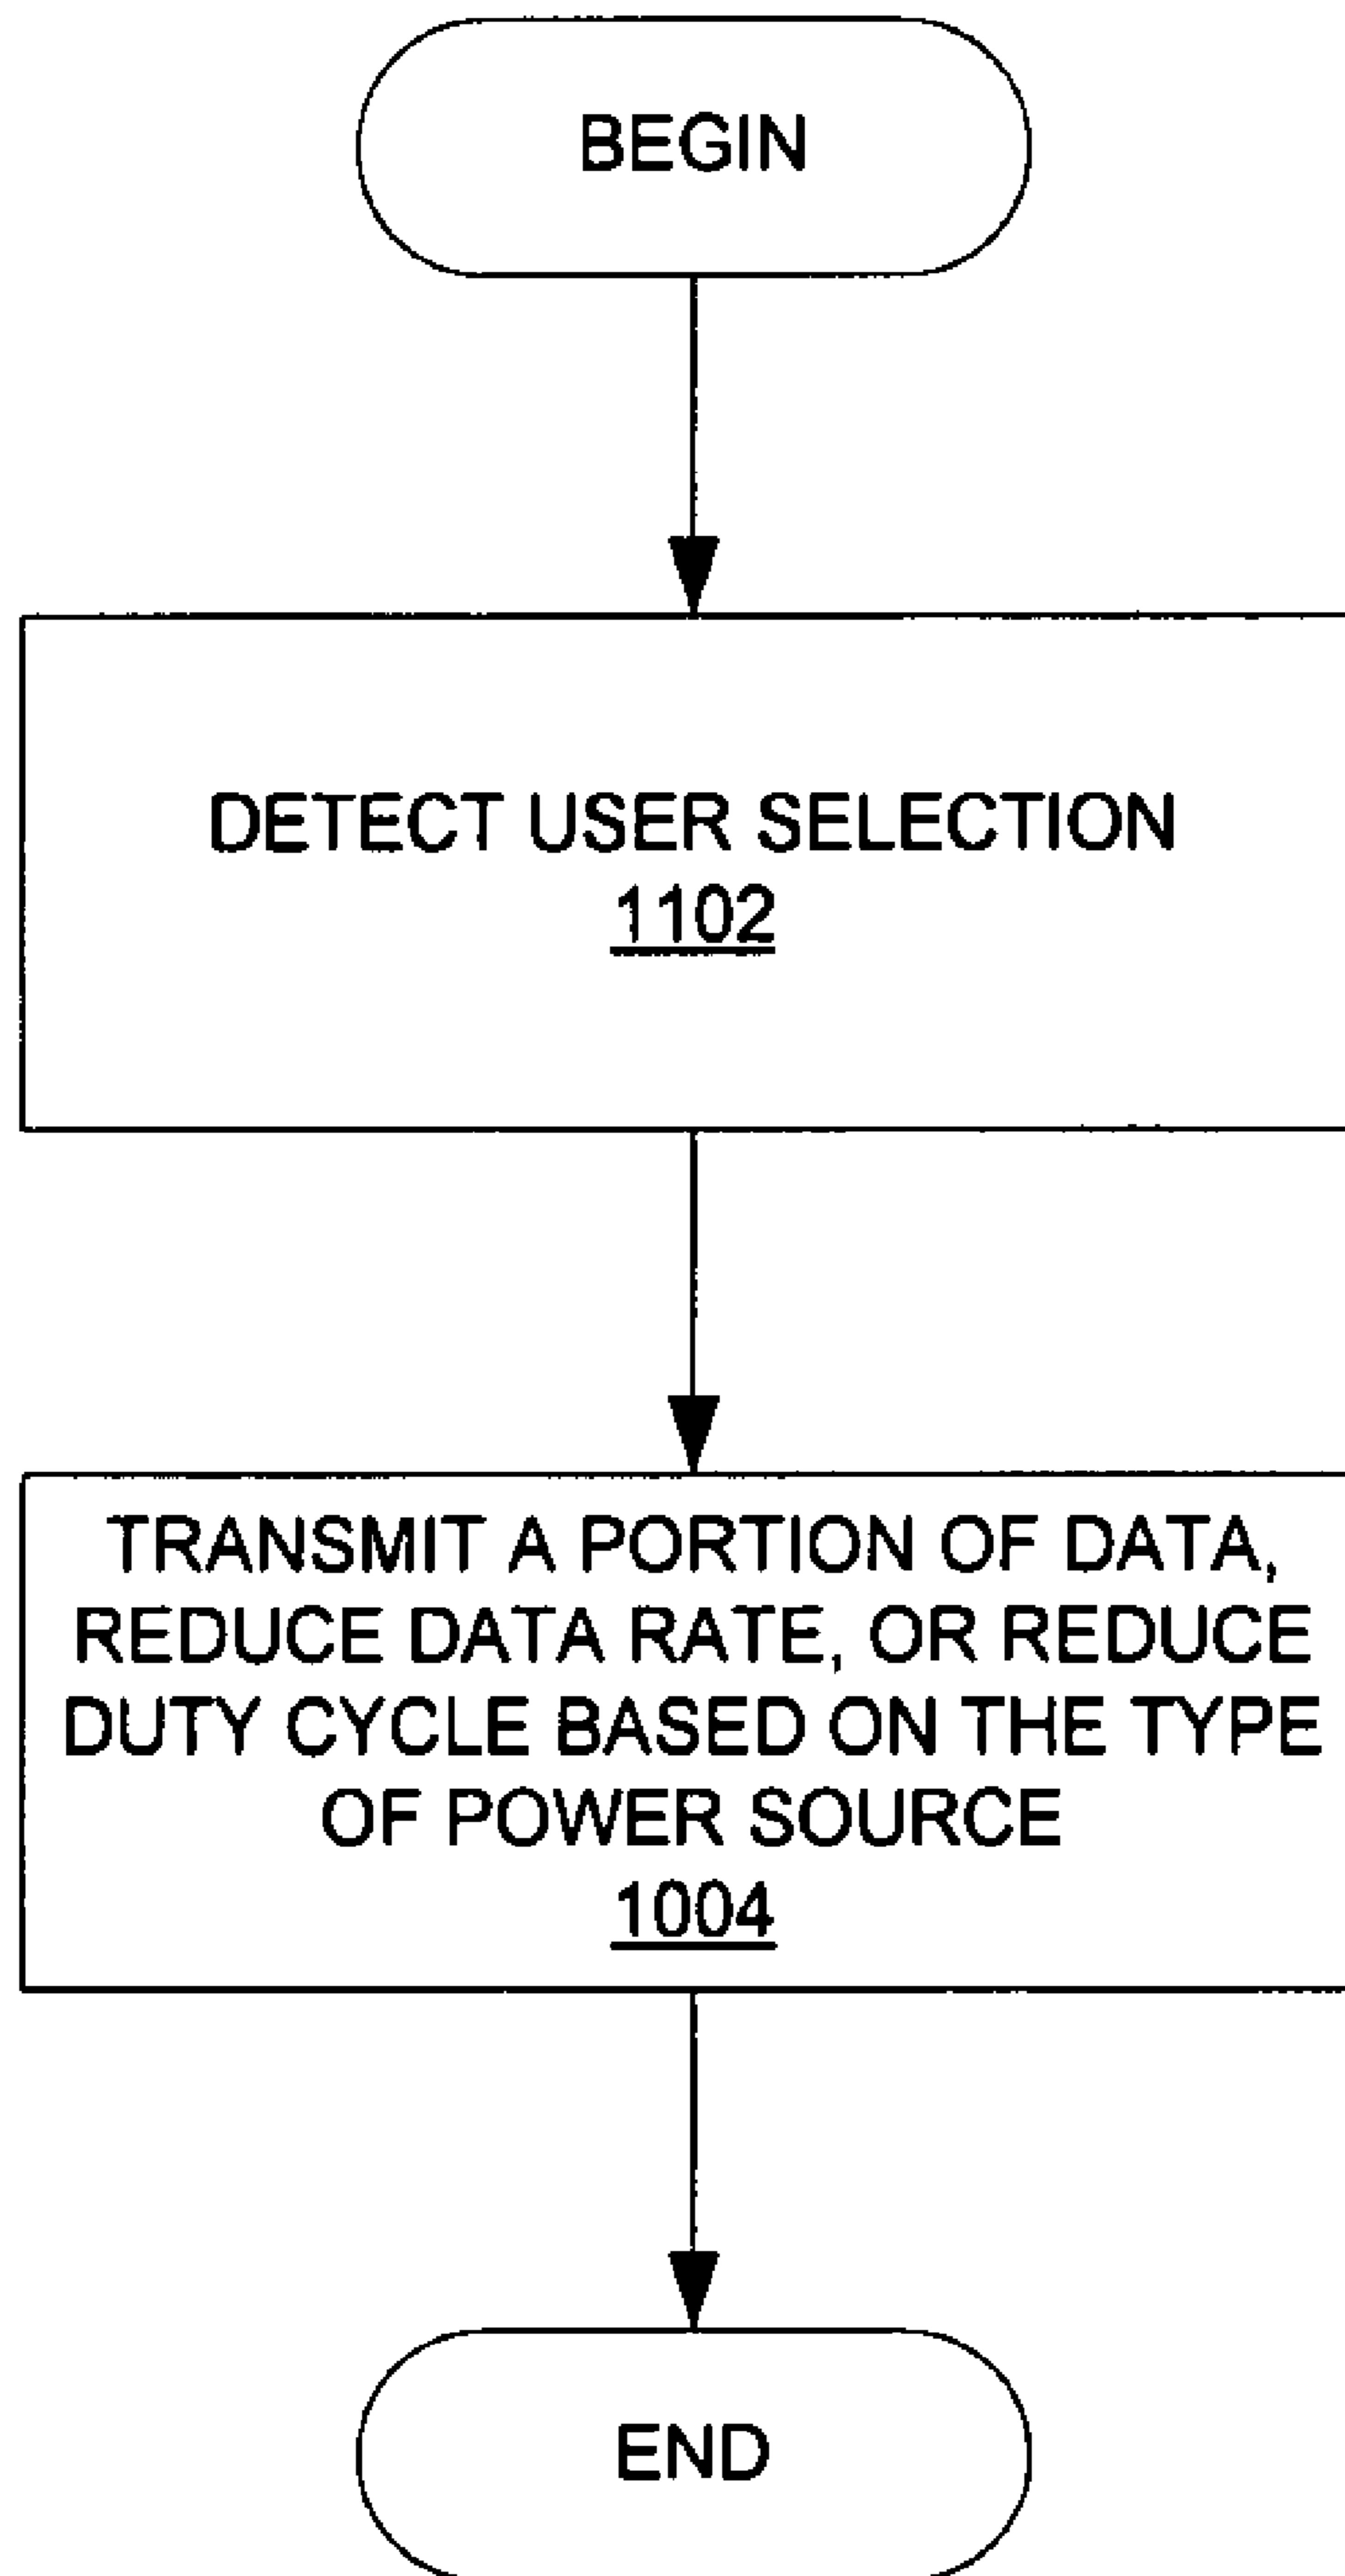 BEGIN
DETECT USER SELECTION
1102
TRANSMIT A PORTION OF DATA,
REDUCE DATA RATE, OR REDUCE
DUTY CYCLE BASED ON THE TYPE
OF POWER SOURCE
1004
END